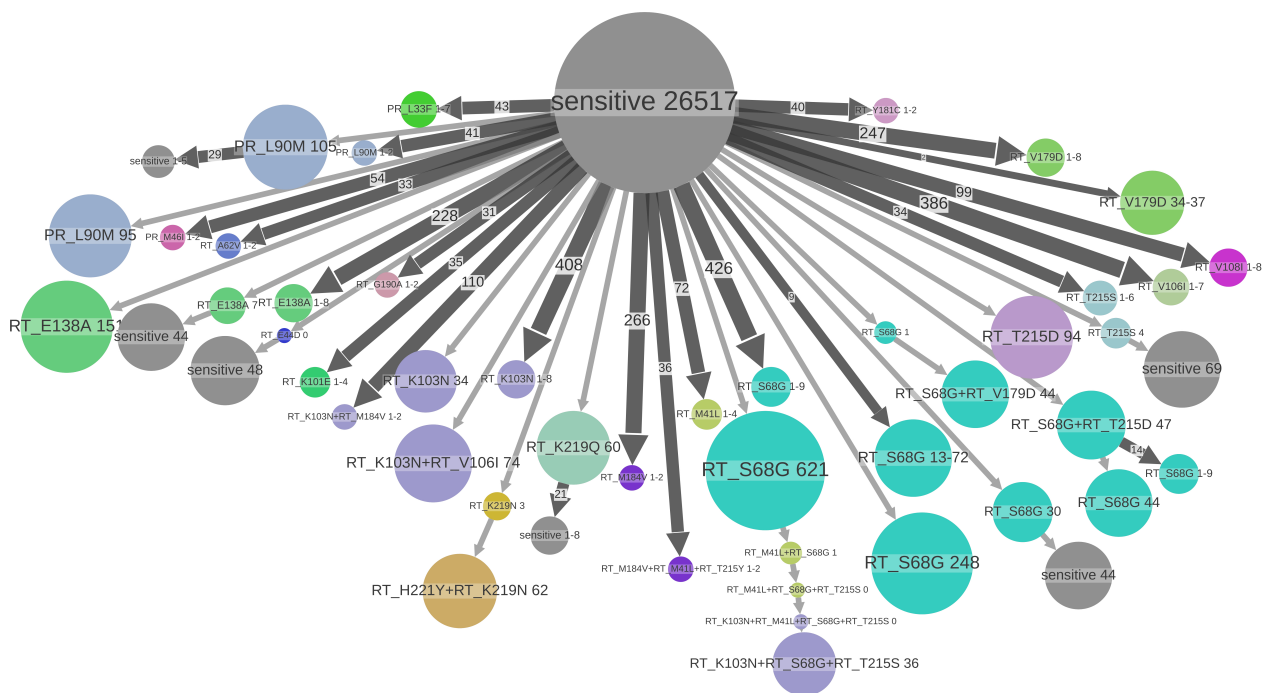 sensitive 26517
PR_L33F 1-7
43
40
RT_Y181C 1-2
247
RT_V179D 1-8
PR_L90M 105
PR_L90M 1-2
41
sensitive 1-5
29
54
33
99
386
34
RT_V179D 34-37
PR_L90M 95
PR_M46I 1-2
RT_A62V 1-2
228
31
408
426
RT_V108I 1-8
35
110
72
9
RT_G190A 1-2
RT_T215S 1-6
RT_V106I 1-7
RT_E138A 151
sensitive 44
RT_E138A 7
RT_E138A 1-8
RT_E44D 0
266
RT_S68G 1
RT_T215D 94
RT_T215S 4
sensitive 48
36
sensitive 69
RT_K101E 1-4
RT_K103N 34
RT_K103N 1-8
RT_S68G 1-9
RT_S68G+RT_V179D 44
RT_K103N+RT_M184V 1-2
RT_M41L 1-4
RT_S68G+RT_T215D 47
RT_K219Q 60
RT_K103N+RT_V106I 74
RT_M184V 1-2
RT_S68G 621
RT_S68G 13-72
14
RT_S68G 1-9
RT_K219N 3
21
RT_S68G 30
RT_S68G 44
sensitive 1-8
RT_M41L+RT_S68G 1
RT_M184V+RT_M41L+RT_T215Y 1-2
RT_S68G 248
sensitive 44
RT_H221Y+RT_K219N 62
RT_M41L+RT_S68G+RT_T215S 0
RT_K103N+RT_M41L+RT_S68G+RT_T215S 0
RT_K103N+RT_S68G+RT_T215S 36